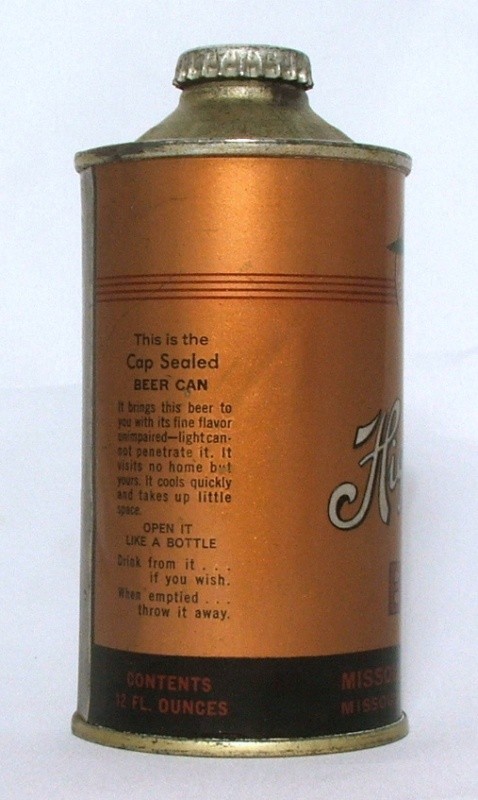 This is the
Cap Sealed
BEER CAN
It brings this beer to
you with its fine flavor
unimpaired—light can-
not penetrate it. It
visits no home but
yours. It cools quickly
and takes up little
space.
OPEN IT
LIKE A BOTTLE
Drink from it . . .
if you wish.
When emptied . . .
throw it away.
CONTENTS
12 FL. OUNCES